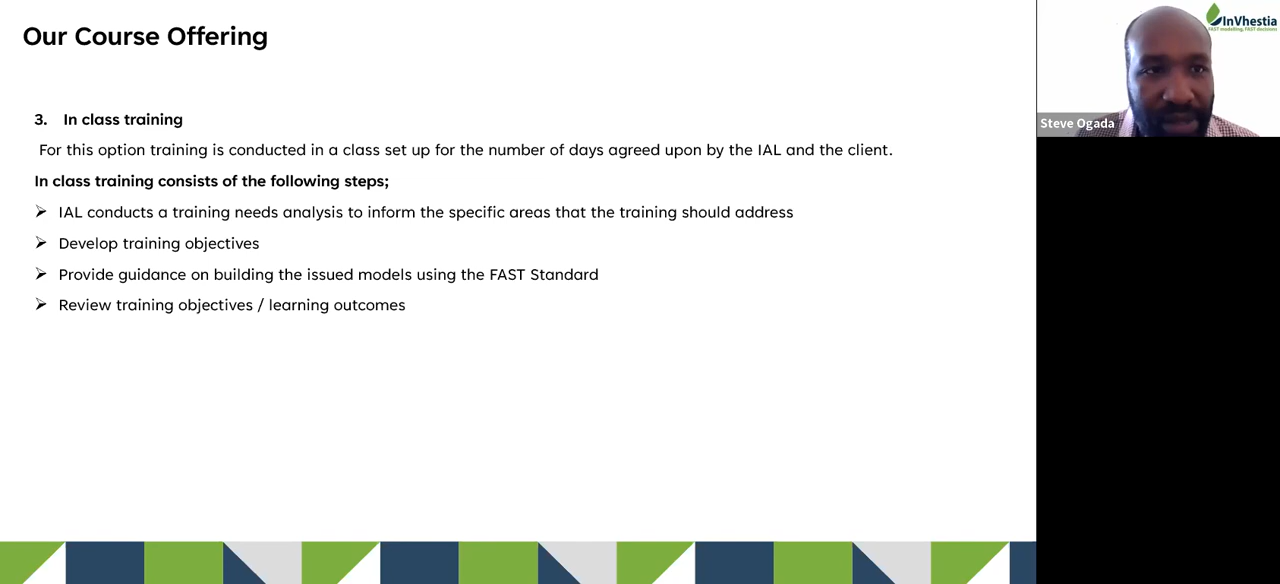 Our Course Offering
3. In class training
For this option training is conducted in a class set up for the number of days agreed upon by the IAL and the client.
In class training consists of the following steps;
➢ IAL conducts a training needs analysis to inform the specific areas that the training should address
➢ Develop training objectives
➢ Provide guidance on building the issued models using the FAST Standard
➢ Review training objectives / learning outcomes
InVhestia
FAST modelling; FAST decisions
Steve Ogada